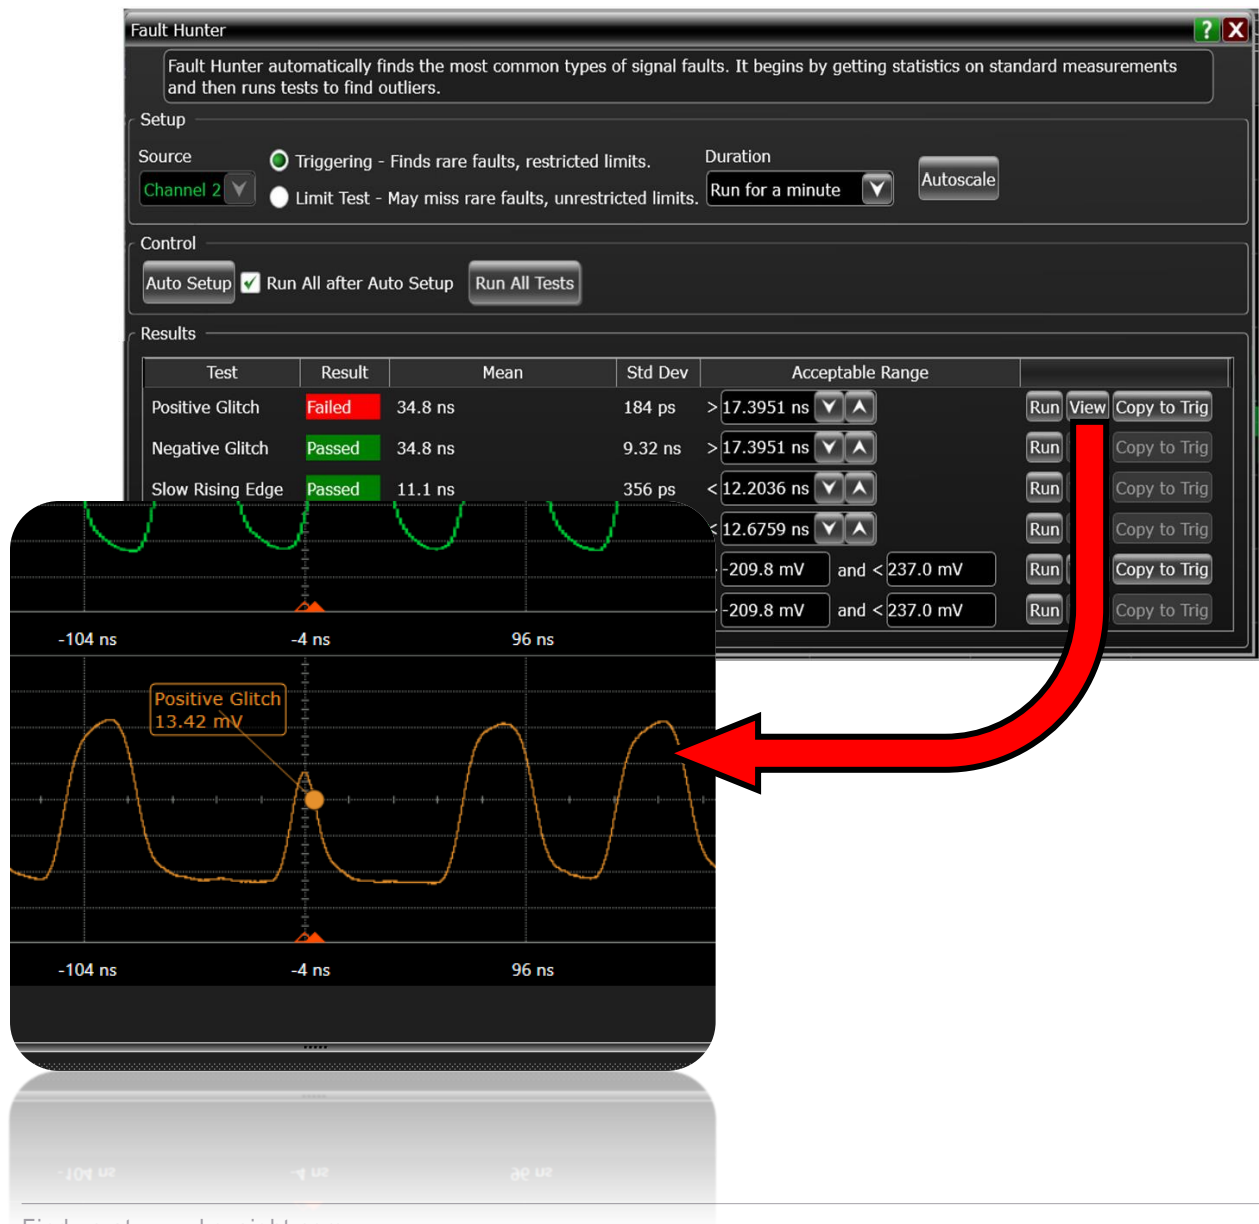 Fault Hunter
? X
Fault Hunter automatically finds the most common types of signal faults. It begins by getting statistics on standard measurements
and then runs tests to find outliers.
Setup
Source
Triggering - Finds rare faults, restricted limits.
Duration
Channel 2
Limit Test - May miss rare faults, unrestricted limits.
Run for a minute
Autoscale
Control
Auto Setup
Run All after Auto Setup
Run All Tests
Results
Test Result Mean Std Dev Acceptable Range
Positive Glitch Failed 34.8 ns 184 ps > 17.3951 ns Run View Copy to Trig
Negative Glitch Passed 34.8 ns 9.32 ns > 17.3951 ns Run Copy to Trig
Slow Rising Edge Passed 11.1 ns 356 ps < 12.2036 ns Run Copy to Trig
< 12.6759 ns Run Copy to Trig
-209.8 mV and < 237.0 mV Run Copy to Trig
-209.8 mV and < 237.0 mV Run Copy to Trig
-104 ns -4 ns 96 ns
Positive Glitch
13.42 mV
-104 ns -4 ns 96 ns
-104 ns -4 ns 96 ns